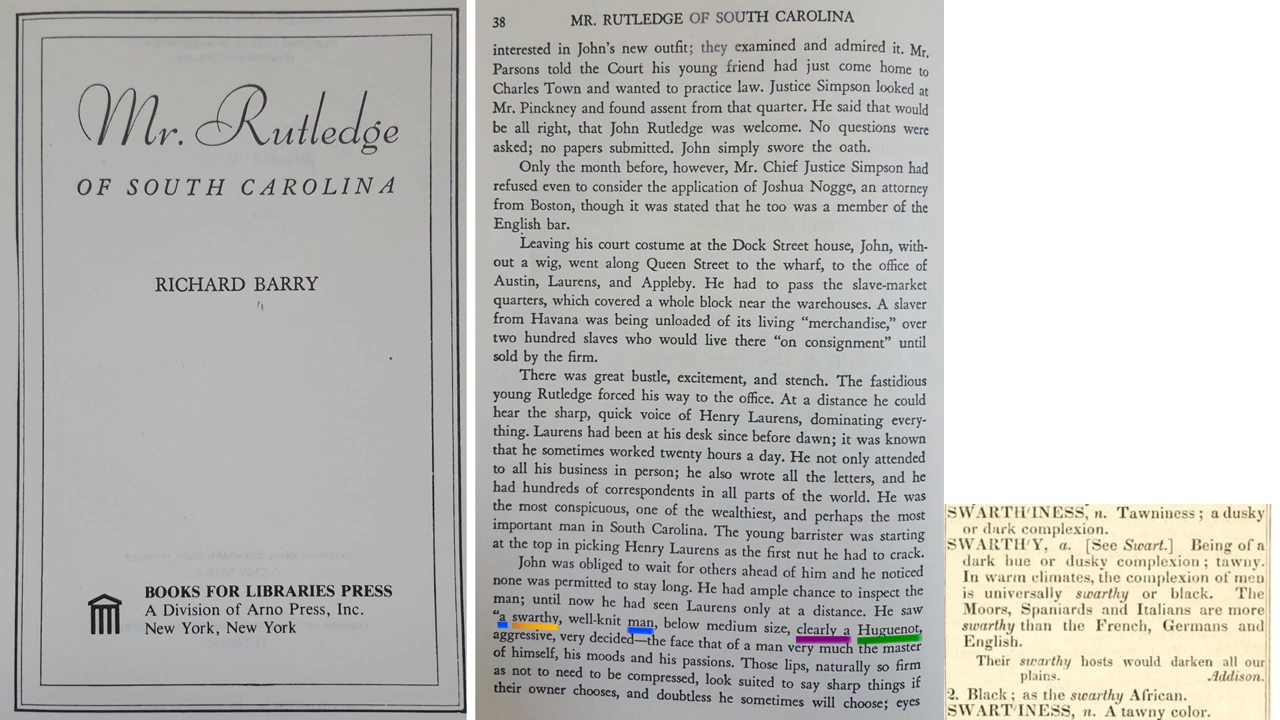 Mr. Rutledge
OF SOUTH CAROLINA
RICHARD BARRY
BOOKS FOR LIBRARIES PRESS
A Division of Arno Press, Inc.
New York, New York
38 MR. RUTLEDGE OF SOUTH CAROLINA
interested in John's new outfit; they examined and admired it. Mr.
Parsons told the Court his young friend had just come home to
Charles Town and wanted to practice law. Justice Simpson looked at
Mr. Pinckney and found assent from that quarter. He said that would
be all right, that John Rutledge was welcome. No questions were
asked; no papers submitted. John simply swore the oath.
Only the month before, however, Mr. Chief Justice Simpson had
refused even to consider the application of Joshua Nogge, an attorney
from Boston, though it was stated that he too was a member of the
English bar.
Leaving his court costume at the Dock Street house, John, with-
out a wig, went along Queen Street to the wharf, to the office of
Austin, Laurens, and Appleby. He had to pass the slave-market
quarters, which covered a whole block near the warehouses. A slaver
from Havana was being unloaded of its living "merchandise," over
two hundred slaves who would live there "on consignment" until
sold by the firm.
There was great bustle, excitement, and stench. The fastidious
young Rutledge forced his way to the office. At a distance he could
hear the sharp, quick voice of Henry Laurens, dominating every-
thing. Laurens had been at his desk since before dawn; it was known
that he sometimes worked twenty hours a day. He not only attended
to all his business in person; he also wrote all the letters, and he
had hundreds of correspondents in all parts of the world. He was
the most conspicuous, one of the wealthiest, and perhaps the most
important man in South Carolina. The young barrister was starting
at the top in picking Henry Laurens as the first nut he had to crack.
John was obliged to wait for others ahead of him and he noticed
none was permitted to stay long. He had ample chance to inspect the
man; until now he had seen Laurens only at a distance. He saw
"a swarthy, well-knit man, below medium size, clearly a Huguenot,
aggressive, very decided—the face that of a man very much the master
of himself, his moods and his passions. Those lips, naturally so firm
as not to need to be compressed, look suited to say sharp things if
their owner chooses, and doubtless he sometimes will choose; eyes
SWARTH'INESS, n. Tawniness; a dusky
or dark complexion.
SWARTH'Y, a. [See Swart.] Being of a
dark hue or dusky complexion; tawny.
In warm climates, the complexion of men
is universally swarthy or black. The
Moors, Spaniards and Italians are more
swarthy than the French, Germans and
English.
Their swarthy hosts would darken all our
plains. Addison.
2. Black; as the swarthy African.
SWART'INESS, n. A tawny color.